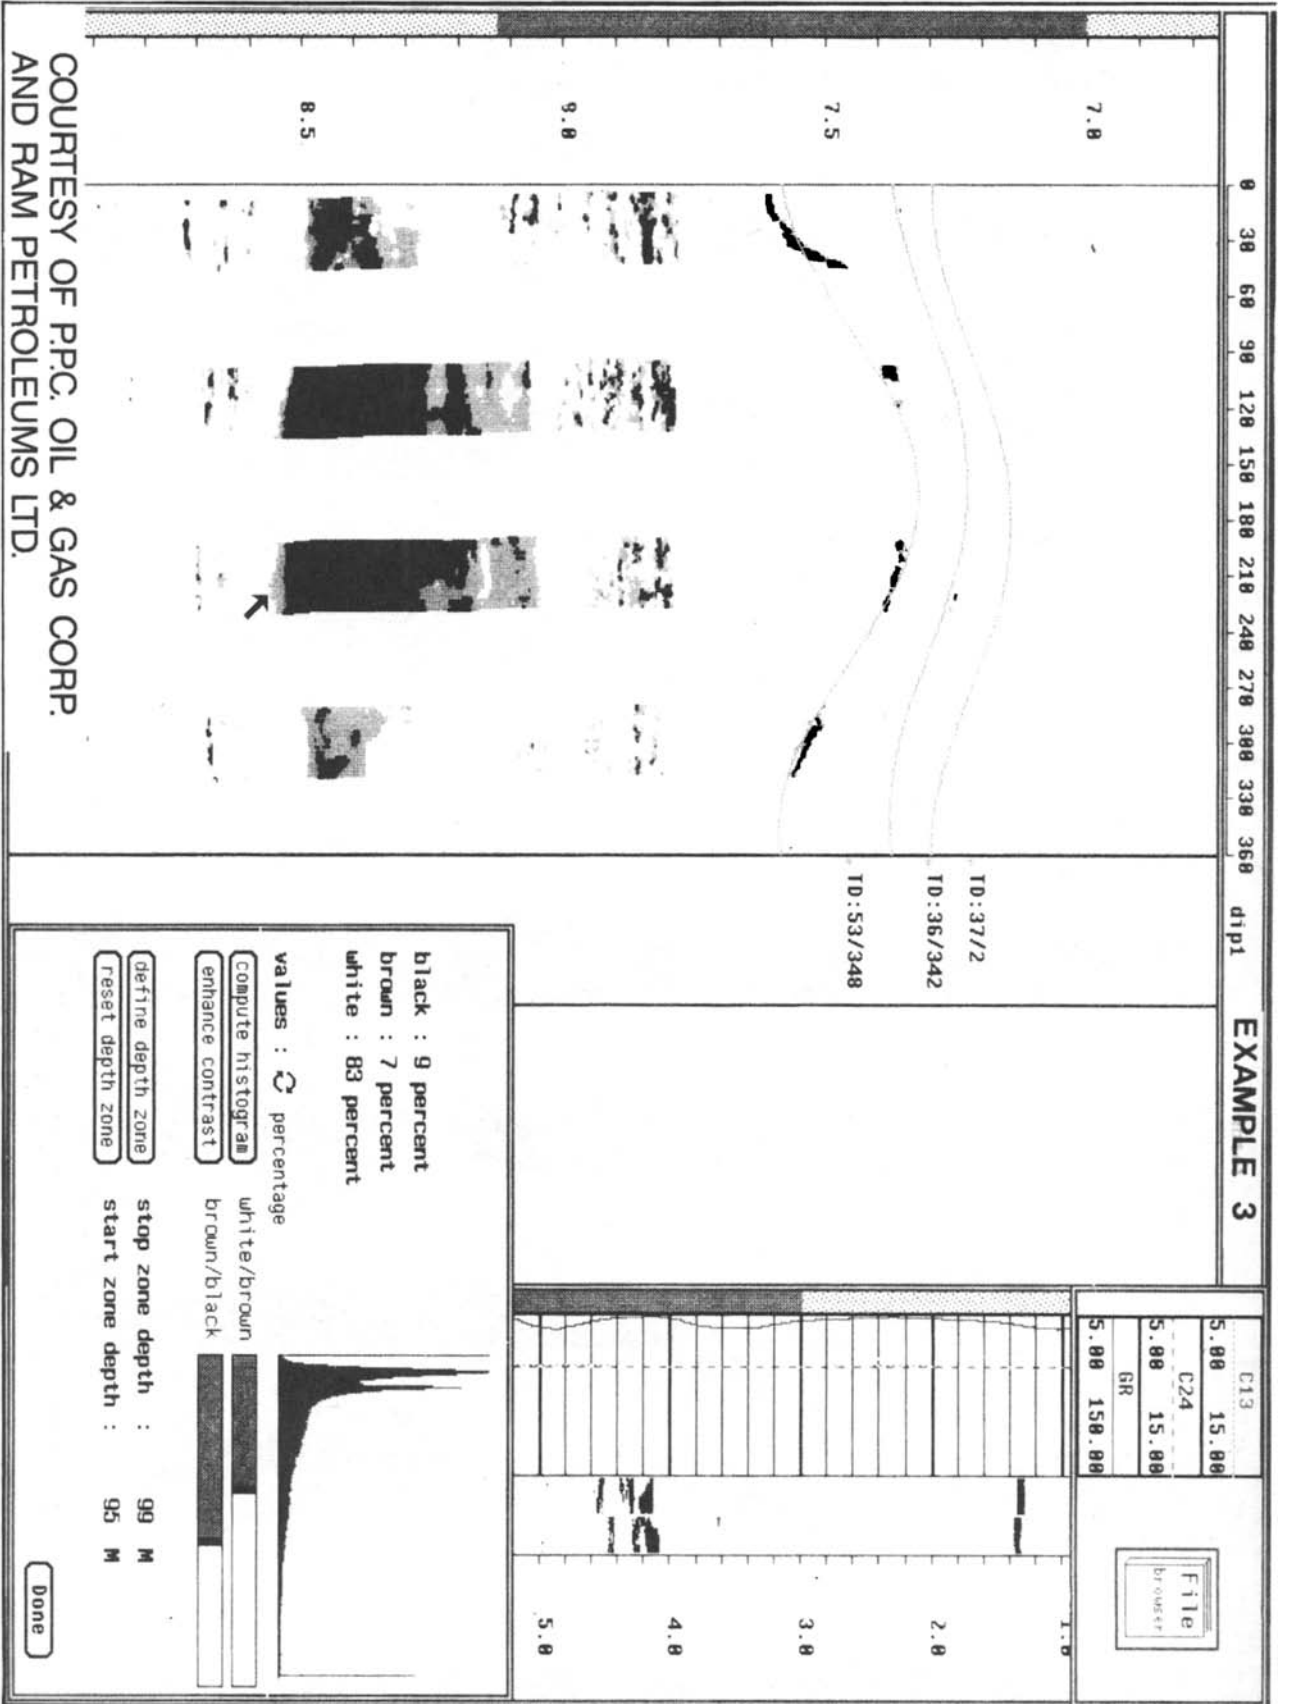 EXAMPLE 3
0 30 60 90 120 150 180 210 240 270 300 330 360 dip1
7.0
7.5
9.0
8.5
TD:37/2
TD:36/342
TD:53/348
C13
5.00 15.00
C24
5.00 15.00
GR
5.00 150.00
File
browser
1.0
2.0
3.0
4.0
5.0
black : 9 percent
brown : 7 percent
white : 83 percent
values : percentage
compute histogram white/brown
enhance contrast brown/black
define depth zone stop zone depth : 99 M
reset depth zone start zone depth : 95 M
Done
COURTESY OF P.P.C. OIL & GAS CORP.
AND RAM PETROLEUMS LTD.